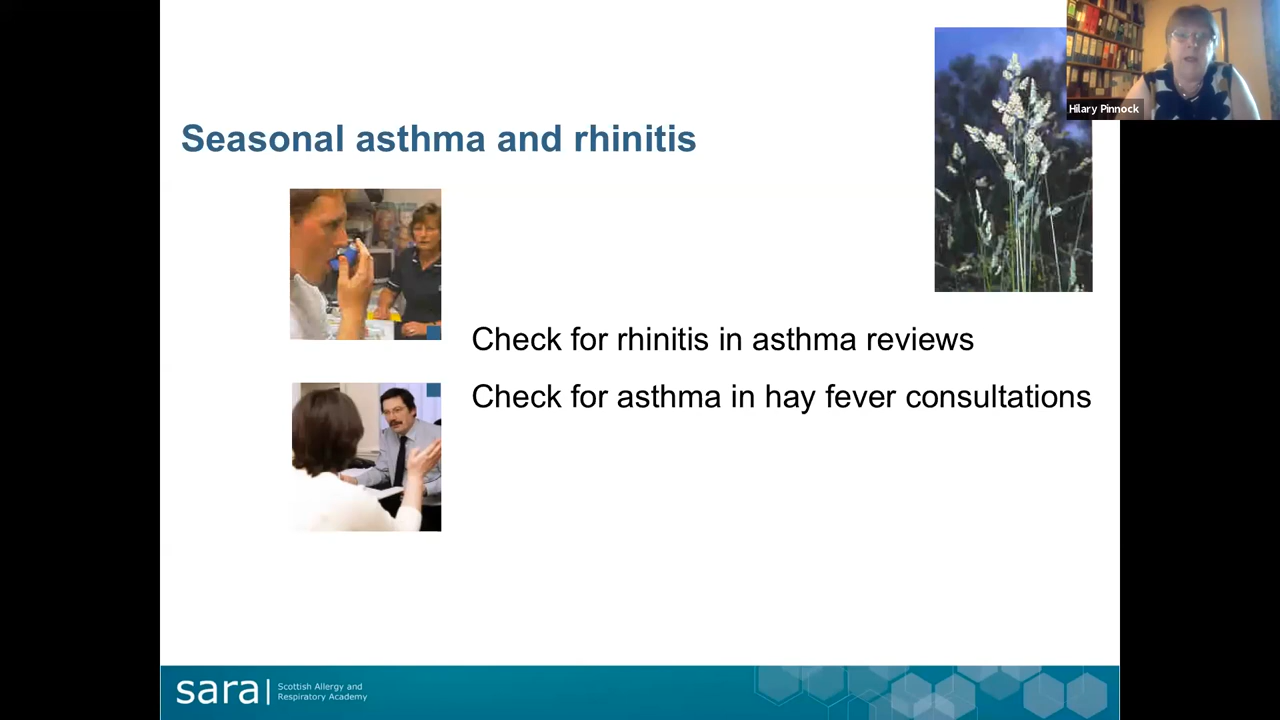 Hilary Pinnock
Seasonal asthma and rhinitis
Check for rhinitis in asthma reviews
Check for asthma in hay fever consultations
sara
Scottish Allergy and
Respiratory Academy